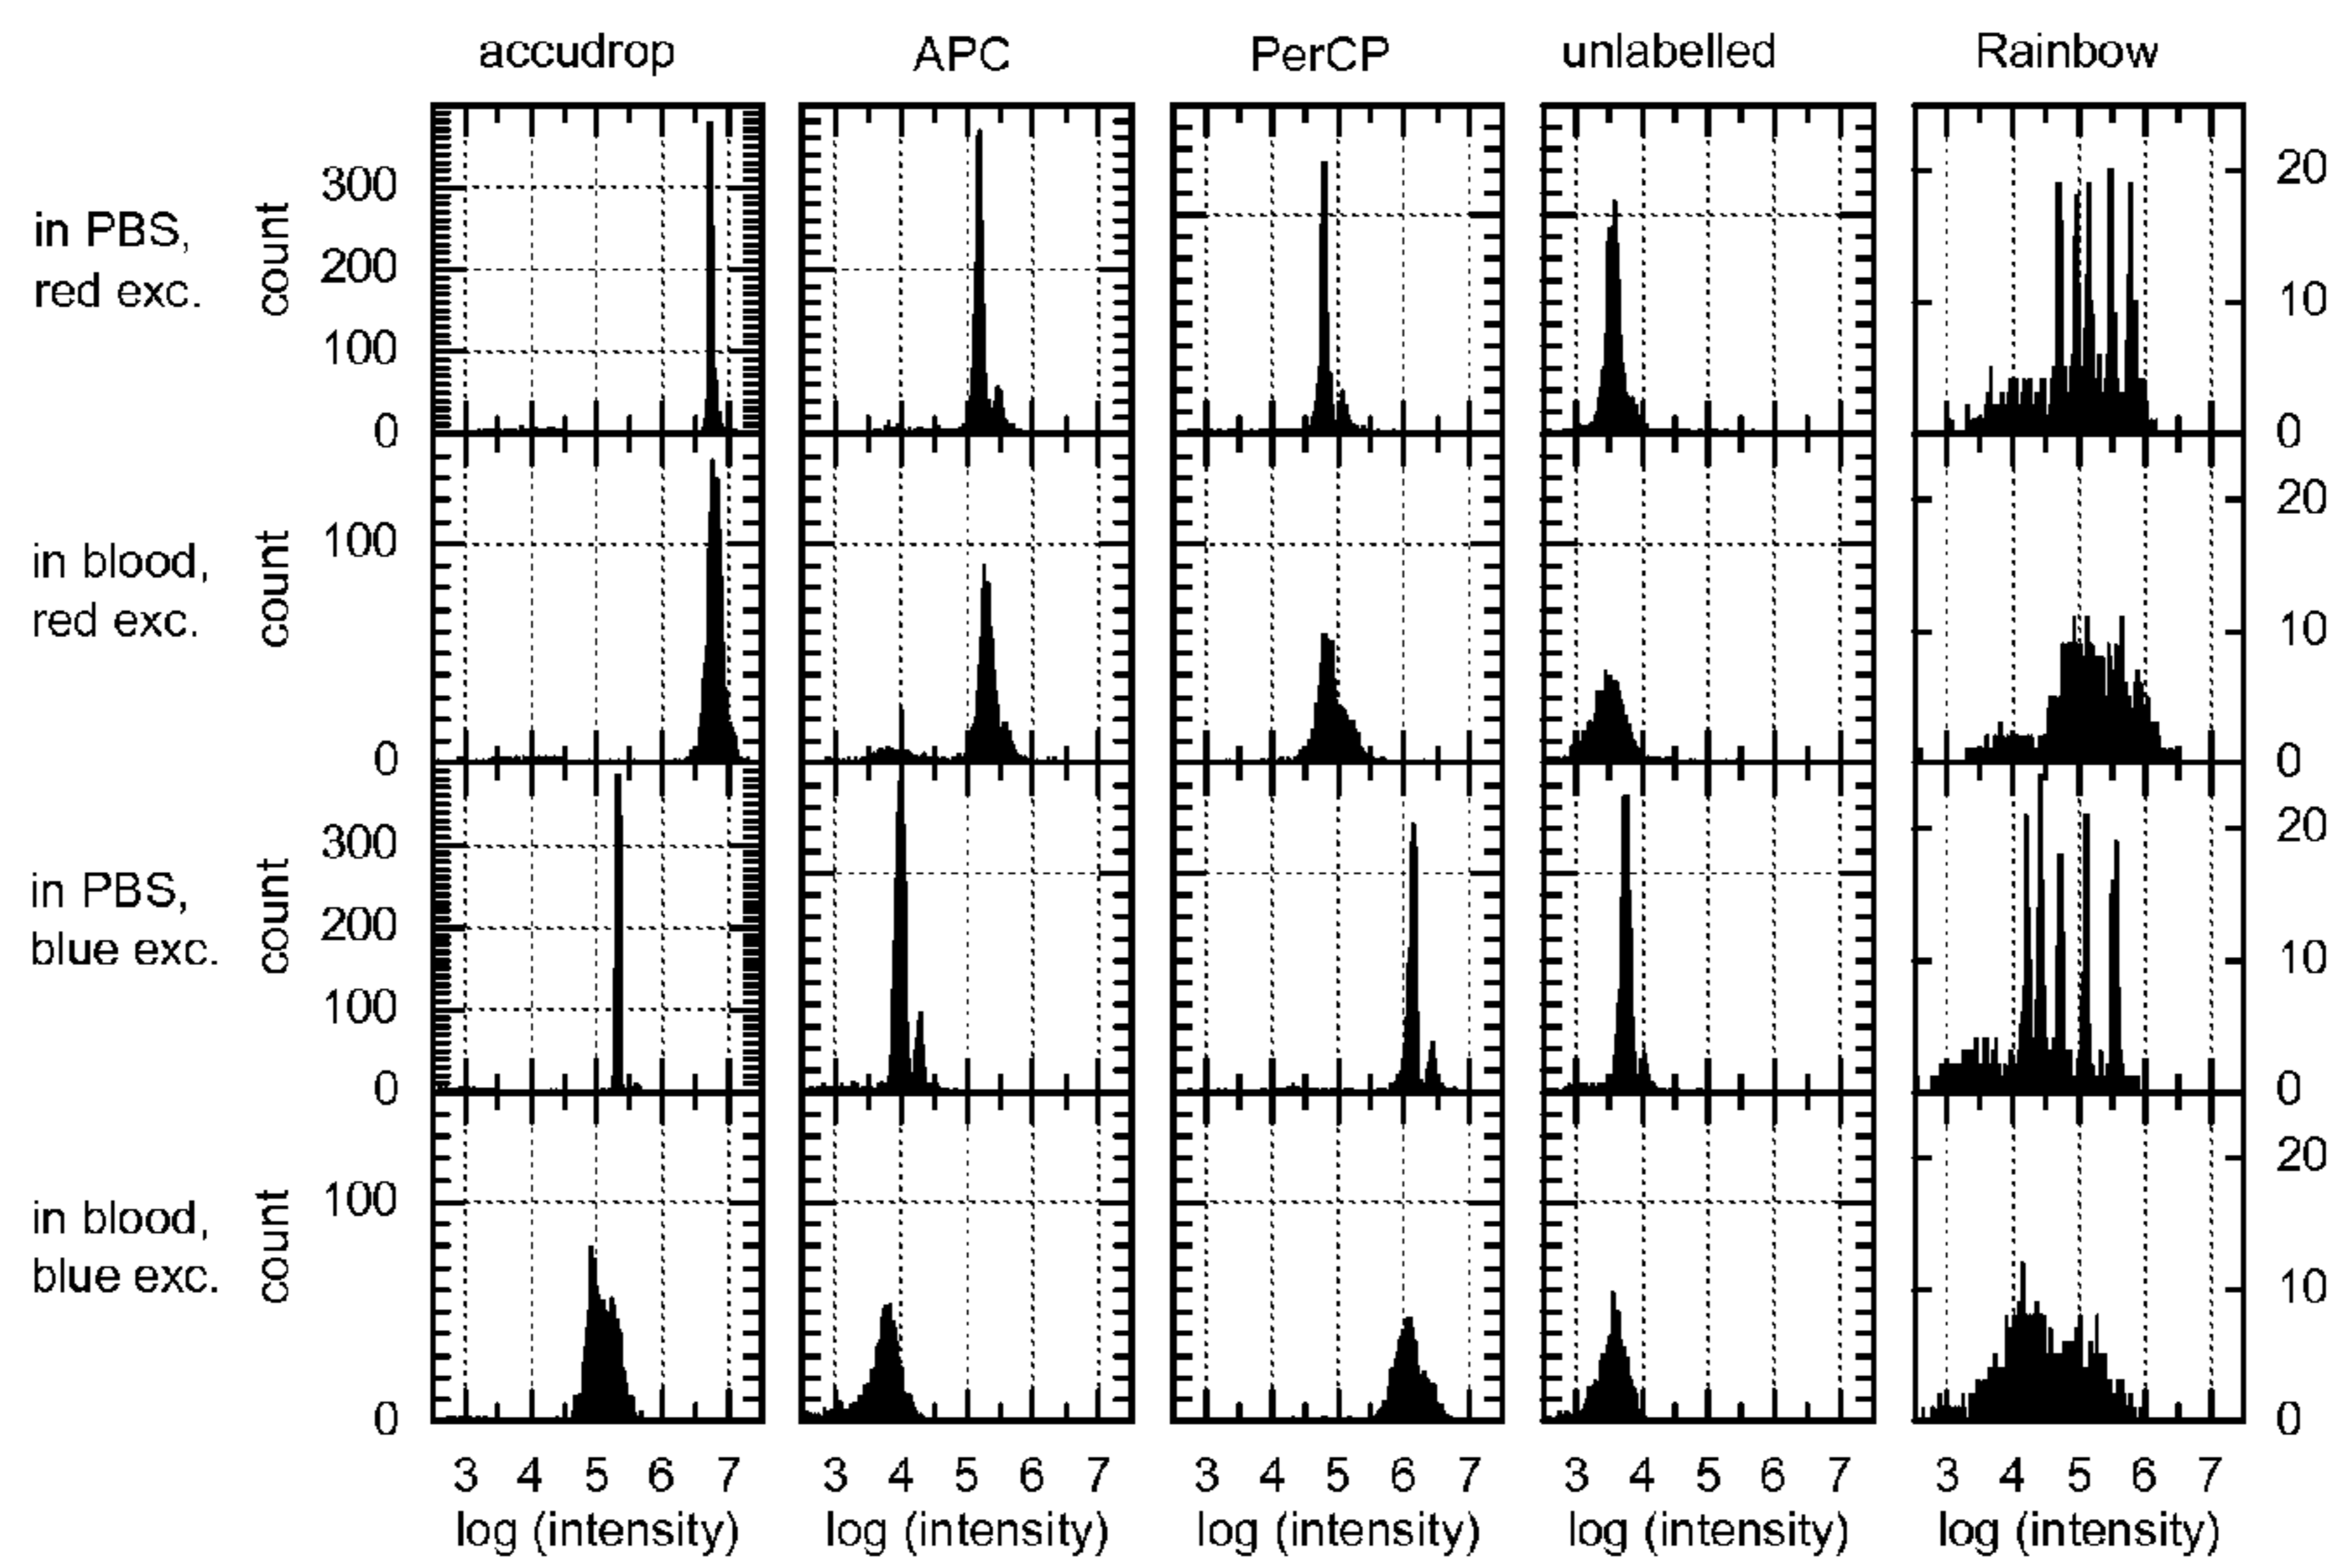 accudrop APC PerCP unlabelled Rainbow
in PBS,
red exc.
count
300
200
100
0
20
10
0
in blood,
red exc.
count
100
0
20
10
0
in PBS,
blue exc.
count
300
200
100
0
20
10
0
in blood,
blue exc.
count
100
0
20
10
0
3 4 5 6 7 3 4 5 6 7 3 4 5 6 7 3 4 5 6 7 3 4 5 6 7
log (intensity) log (intensity) log (intensity) log (intensity) log (intensity)